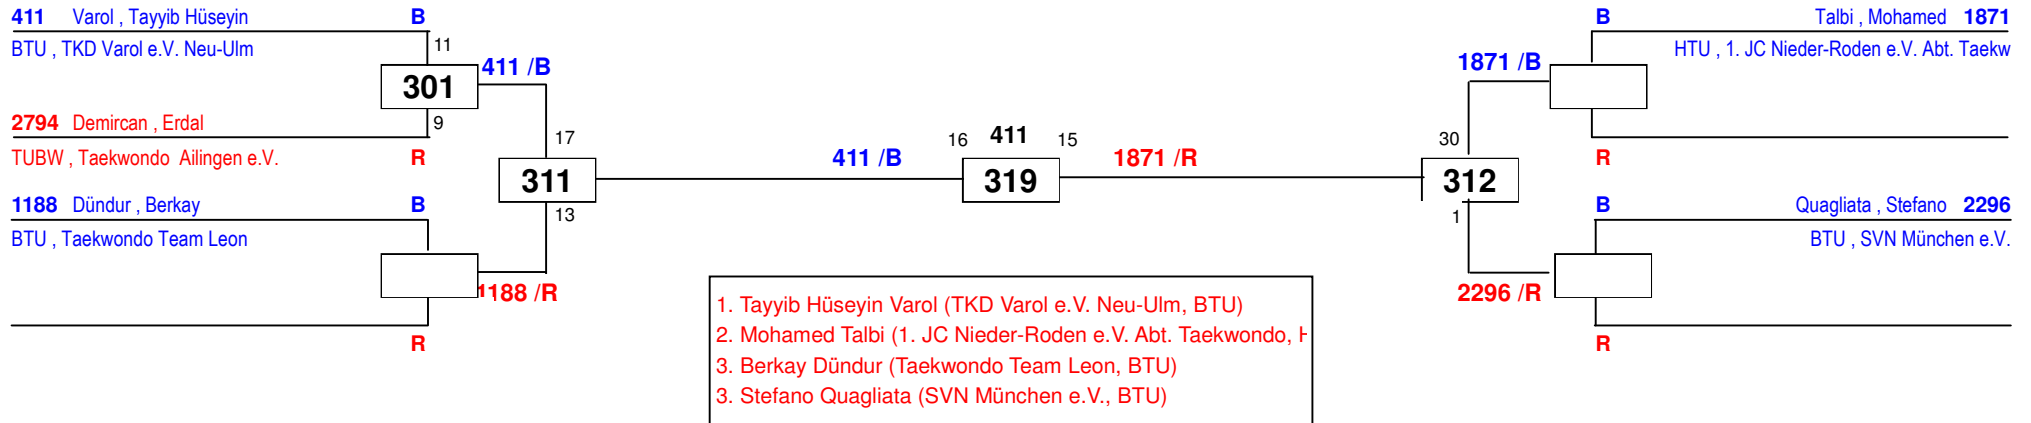 411 Varol , Tayyib Hüseyin B
BTU , TKD Varol e.V. Neu-Ulm
11
301
411 /B
2794 Demircan , Erdal
9
TUBW , Taekwondo Ailingen e.V. R
17
311
13
1188 Dündur , Berkay B
BTU , Taekwondo Team Leon
1188 /R
R
411 /B
16 411 15
319
1871 /R
B Talbi , Mohamed 1871
HTU , 1. JC Nieder-Roden e.V. Abt. Taekw
1871 /B
R
30
312
1
B Quagliata , Stefano 2296
BTU , SVN München e.V.
2296 /R
R
1. Tayyib Hüseyin Varol (TKD Varol e.V. Neu-Ulm, BTU)
2. Mohamed Talbi (1. JC Nieder-Roden e.V. Abt. Taekwondo,
3. Berkay Dündur (Taekwondo Team Leon, BTU)
3. Stefano Quagliata (SVN München e.V., BTU)